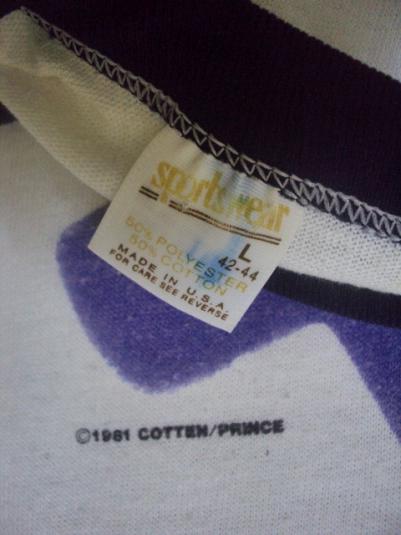 sportswear
L
42-44
50% POLYESTER
50% COTTON
MADE IN U.S.A.
FOR CARE SEE REVERSE
©1981 COTTEN/PRINCE